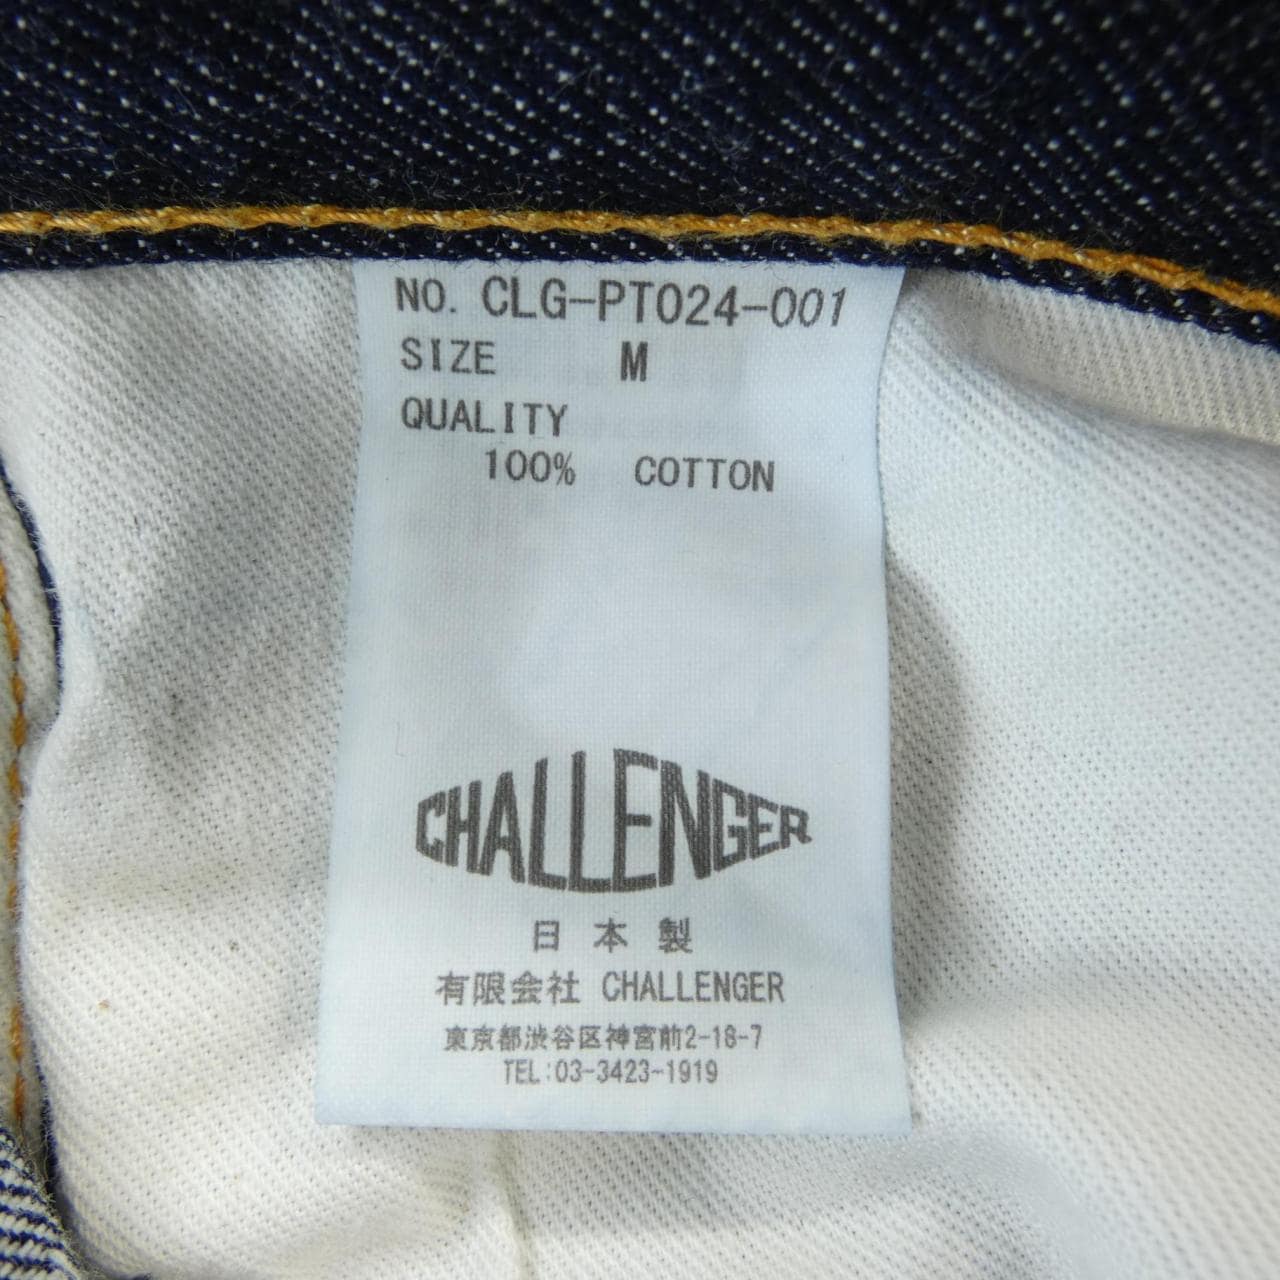 NO. CLG-PT024-001
SIZE M
QUALITY
100% COTTON
CHALLENGER
日本製
有限会社 CHALLENGER
東京都渋谷区神宮前2-18-7
TEL:03-3423-1919